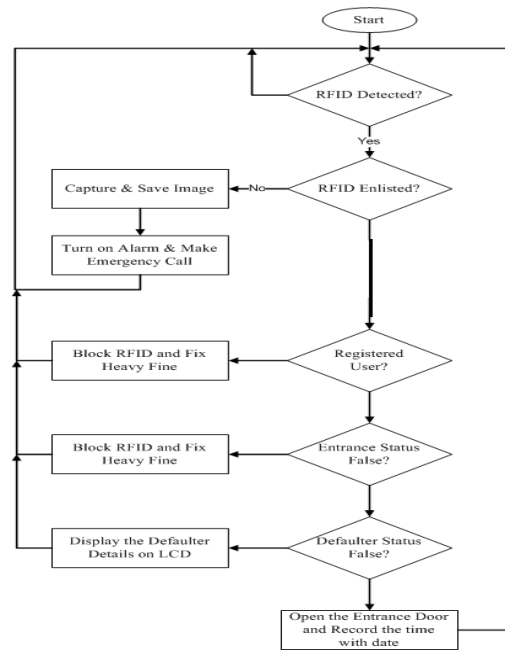 Start
RFID Detected?
Yes
RFID Enlisted?
No
Capture & Save Image
Turn on Alarm & Make
Emergency Call
Registered
User?
Block RFID and Fix
Heavy Fine
Entrance Status
False?
Block RFID and Fix
Heavy Fine
Defaulter Status
False?
Display the Defaulter
Details on LCD
Open the Entrance Door
and Record the time
with date